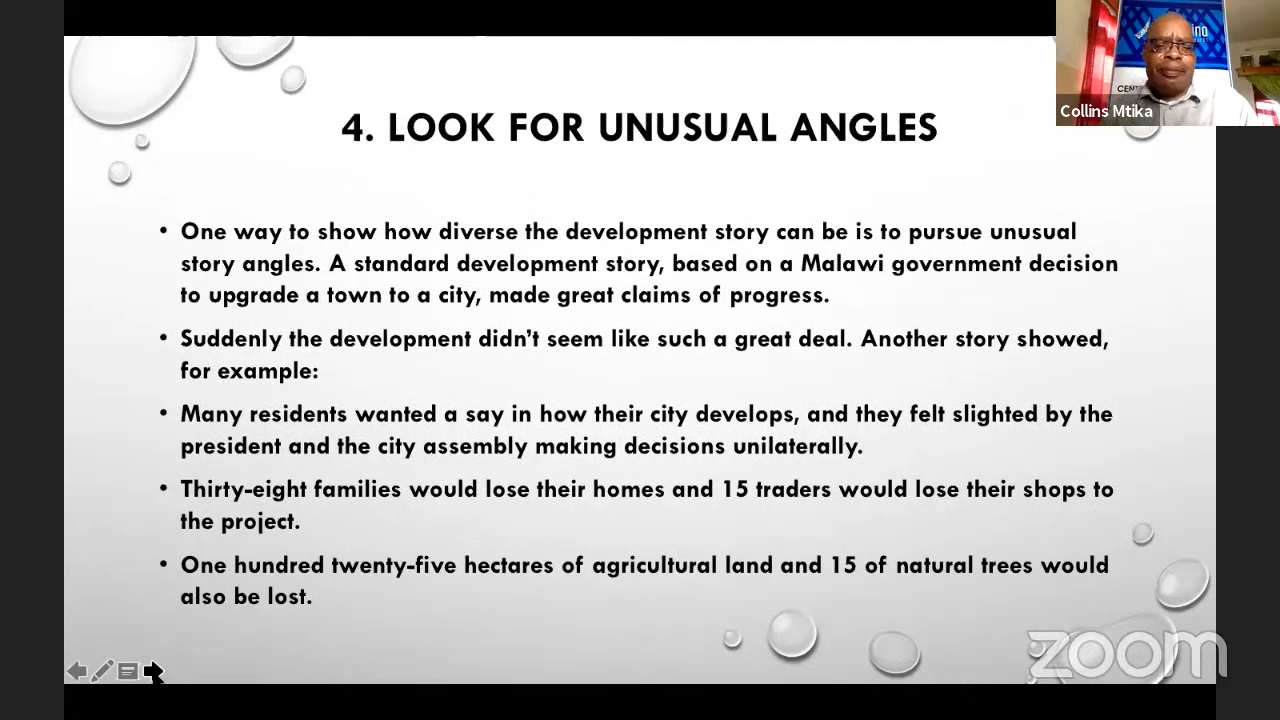 Collins Mtika
4. LOOK FOR UNUSUAL ANGLES
• One way to show how diverse the development story can be is to pursue unusual
story angles. A standard development story, based on a Malawi government decision
to upgrade a town to a city, made great claims of progress.
• Suddenly the development didn’t seem like such a great deal. Another story showed,
for example:
• Many residents wanted a say in how their city develops, and they felt slighted by the
president and the city assembly making decisions unilaterally.
• Thirty-eight families would lose their homes and 15 traders would lose their shops to
the project.
• One hundred twenty-five hectares of agricultural land and 15 of natural trees would
also be lost.
zoom